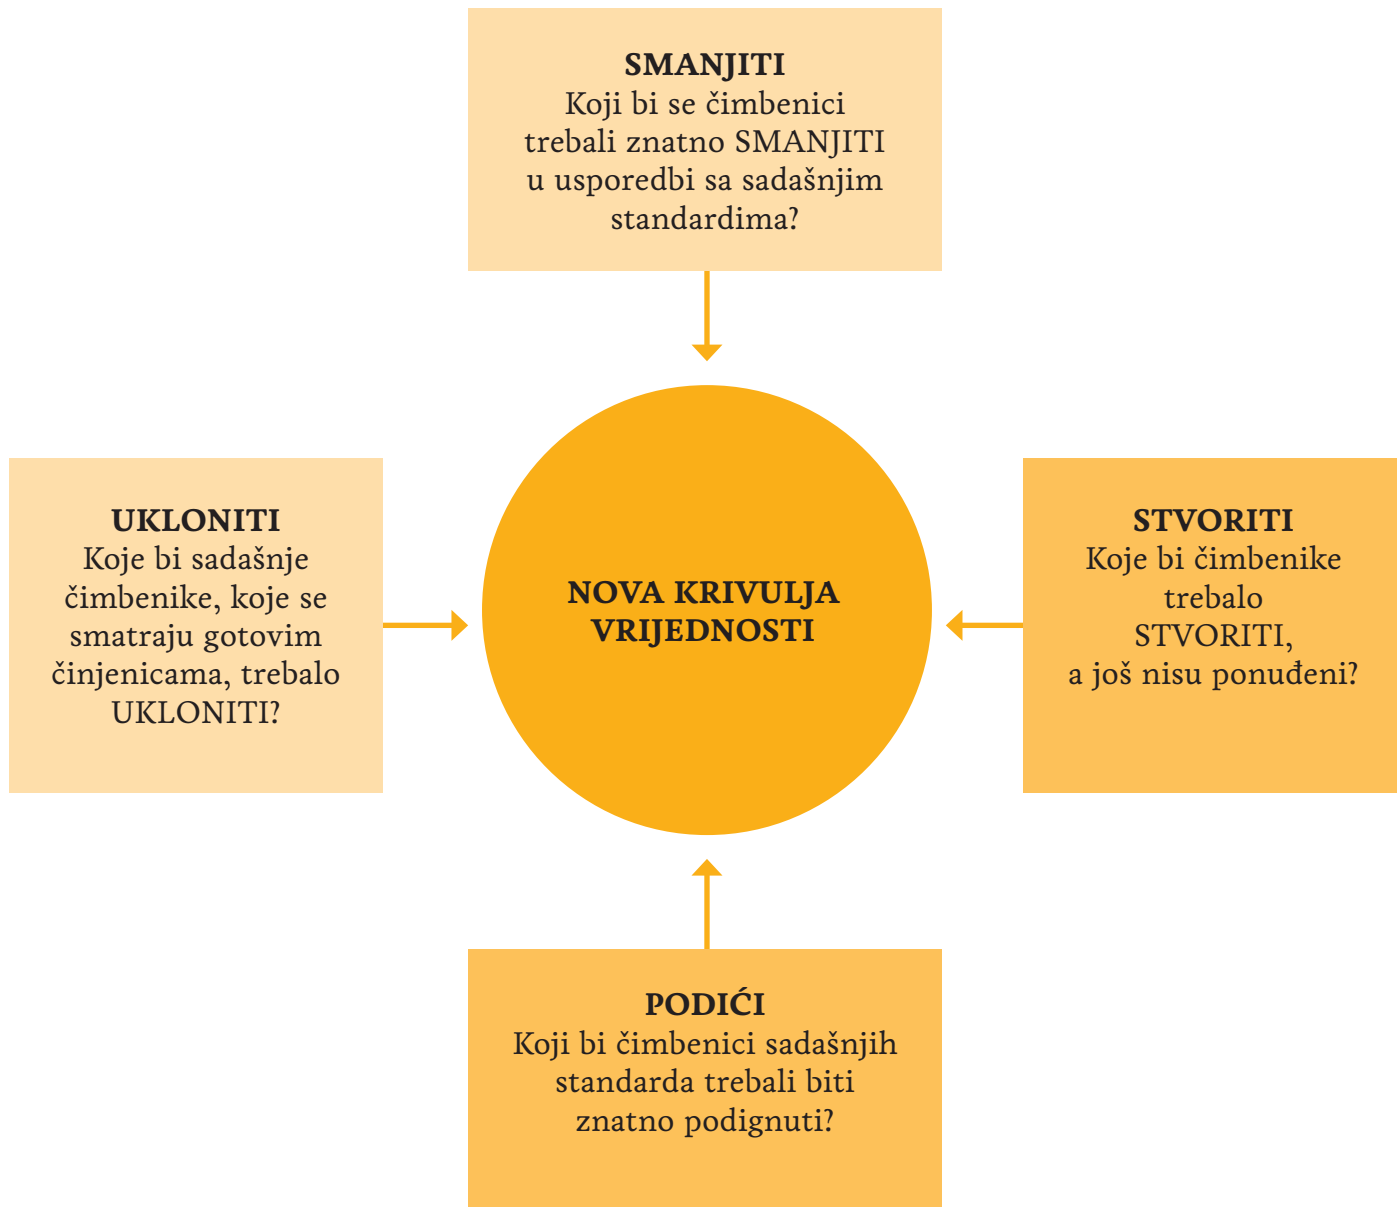 SMANJITI
Koji bi se čimbenici
trebali znatno SMANJITI
u usporedbi sa sadašnjim
standardima?
UKLONITI
Koje bi sadašnje
čimbenike, koje se
smatraju gotovim
činjenicama, trebalo
UKLONITI?
NOVA KRIVULJA
VRIJEDNOSTI
STVORITI
Koje bi čimbenike
trebalo
STVORITI,
a još nisu ponuđeni?
PODIĆI
Koji bi čimbenici sadašnjih
standarda trebali biti
znatno podignuti?